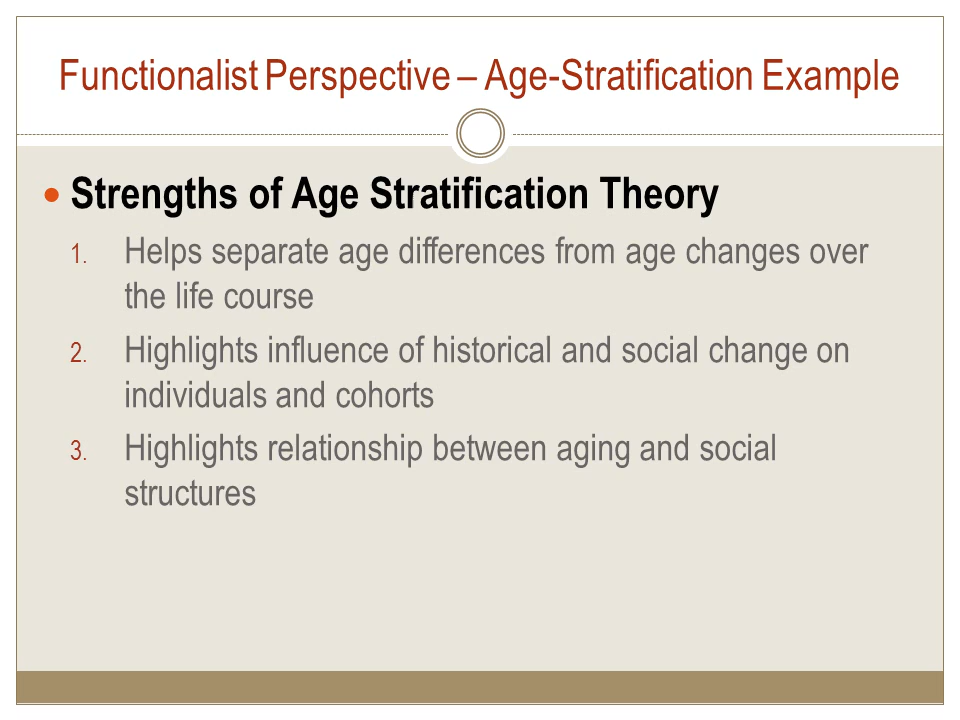 Functionalist Perspective – Age-Stratification Example
• Strengths of Age Stratification Theory
1. Helps separate age differences from age changes over
the life course
2. Highlights influence of historical and social change on
individuals and cohorts
3. Highlights relationship between aging and social
structures